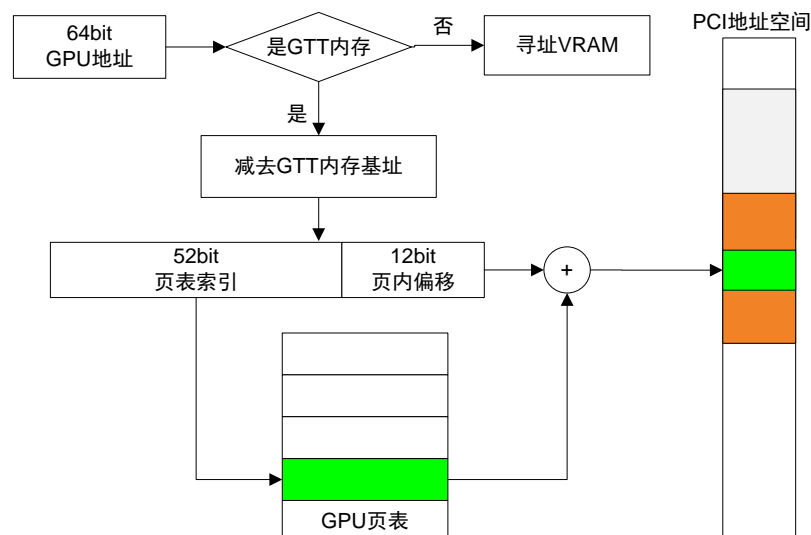 64bit
GPU地址
是GTT内存
否
寻址VRAM
PCI地址空间
是
减去GTT内存基址
52bit
页表索引
12bit
页内偏移
+
GPU页表